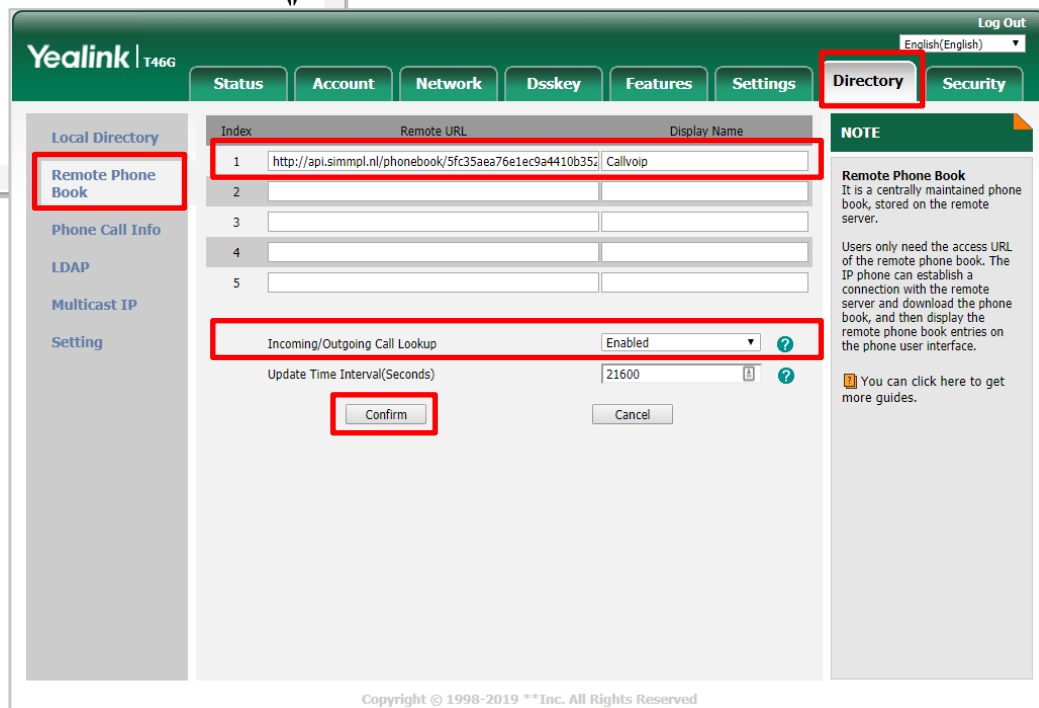 Log Out
Yealink | T46G
English(English)
Status Account Network Dsskey Features Settings Directory Security
Local Directory
Remote Phone
Book
Phone Call Info
LDAP
Multicast IP
Setting
Index Remote URL Display Name
1 http://api.simmpl.nl/phonebook/5fc35aea76e1ec9a4410b352 Callvoip
2
3
4
5
Incoming/Outgoing Call Lookup Enabled ?
Update Time Interval(Seconds) 21600 ?
Confirm Cancel
NOTE
Remote Phone Book
It is a centrally maintained phone
book, stored on the remote
server.
Users only need the access URL
of the remote phone book. The
IP phone can establish a
connection with the remote
server and download the phone
book, and then display the
remote phone book entries on
the phone user interface.
? You can click here to get
more guides.
Copyright © 1998-2019 **Inc. All Rights Reserved